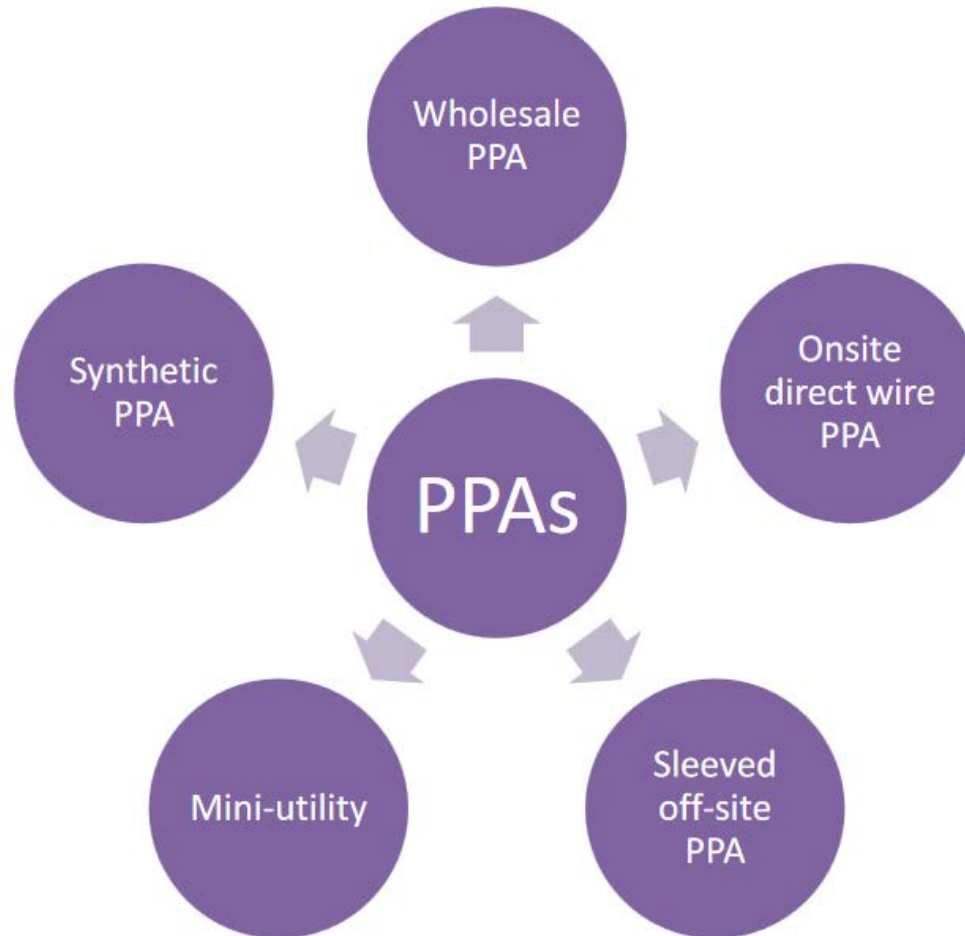 Wholesale
PPA
Onsite
direct wire
PPA
Synthetic
PPA
PPAs
Sleeved
off-site
PPA
Mini-utility